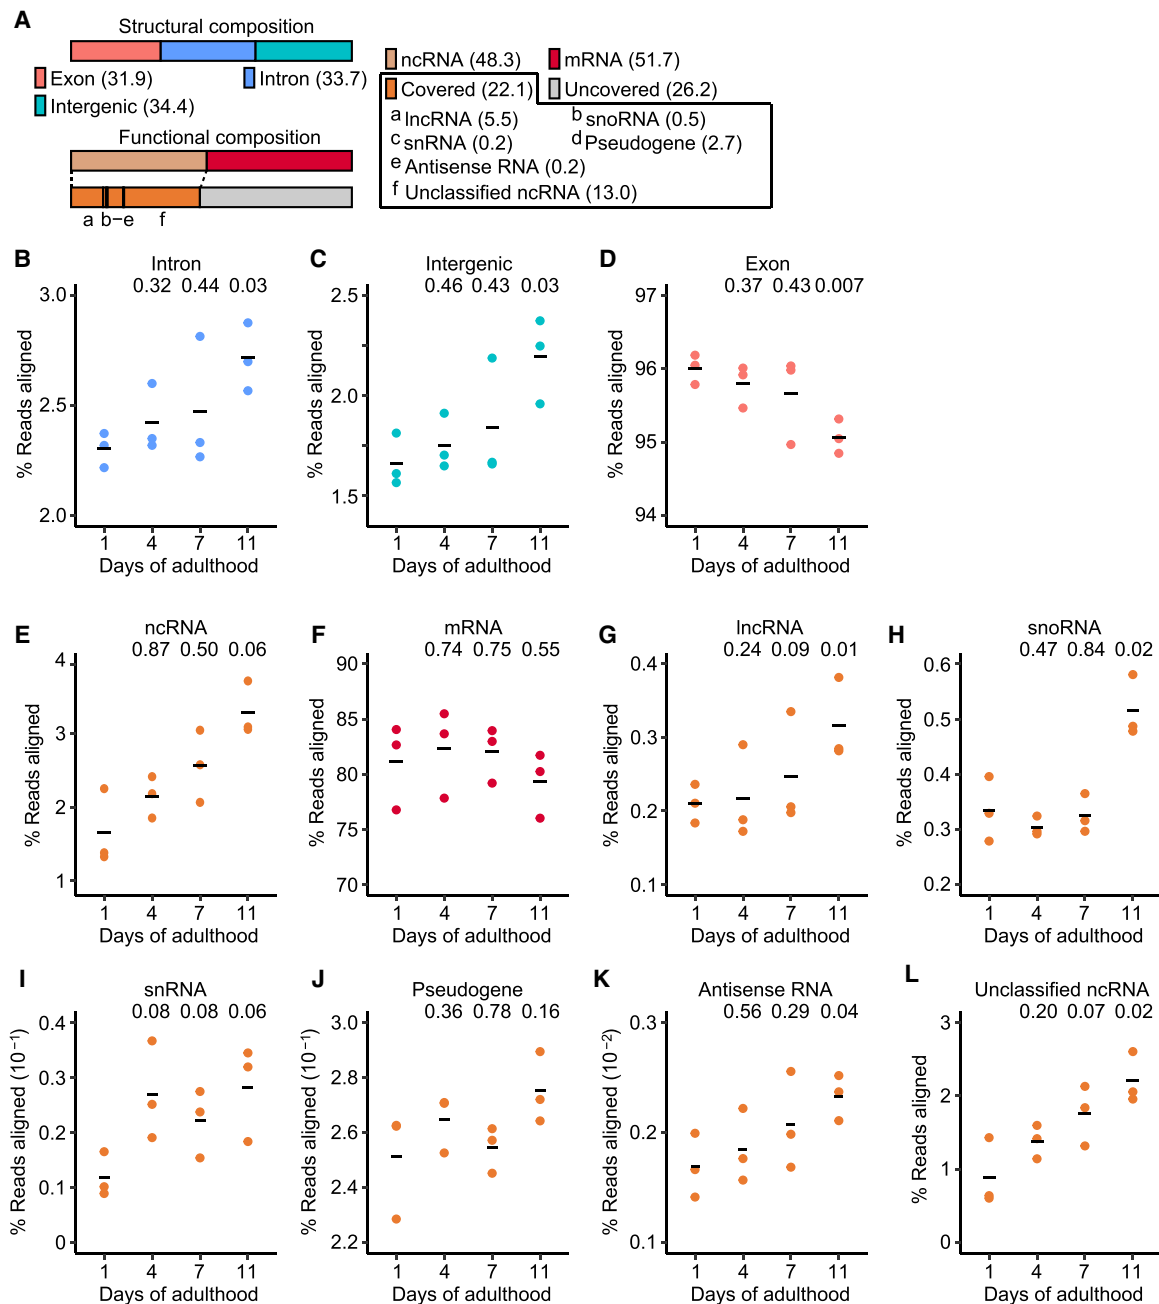 A
Structural composition
Exon (31.9)
Intron (33.7)
Intergenic (34.4)
Functional composition
a b–e f
ncRNA (48.3)
mRNA (51.7)
Covered (22.1)
Uncovered (26.2)
a lncRNA (5.5)
b snoRNA (0.5)
c snRNA (0.2)
d Pseudogene (2.7)
e Antisense RNA (0.2)
f Unclassified ncRNA (13.0)
B
Intron
0.32 0.44 0.03
% Reads aligned
3.0
2.5
2.0
1 4 7 11
Days of adulthood
C
Intergenic
0.46 0.43 0.03
% Reads aligned
2.5
2.0
1.5
1 4 7 11
Days of adulthood
D
Exon
0.37 0.43 0.007
% Reads aligned
97
96
95
94
1 4 7 11
Days of adulthood
E
ncRNA
0.87 0.50 0.06
% Reads aligned
4
3
2
1
1 4 7 11
Days of adulthood
F
mRNA
0.74 0.75 0.55
% Reads aligned
90
85
80
75
70
1 4 7 11
Days of adulthood
G
lncRNA
0.24 0.09 0.01
% Reads aligned
0.4
0.3
0.2
0.1
1 4 7 11
Days of adulthood
H
snoRNA
0.47 0.84 0.02
% Reads aligned
0.6
0.5
0.4
0.3
0.2
1 4 7 11
Days of adulthood
I
snRNA
0.08 0.08 0.06
% Reads aligned (10⁻¹)
0.4
0.3
0.2
0.1
0
1 4 7 11
Days of adulthood
J
Pseudogene
0.36 0.78 0.16
% Reads aligned (10⁻¹)
3.0
2.8
2.6
2.4
2.2
1 4 7 11
Days of adulthood
K
Antisense RNA
0.56 0.29 0.04
% Reads aligned (10⁻²)
0.3
0.2
0.1
1 4 7 11
Days of adulthood
L
Unclassified ncRNA
0.20 0.07 0.02
% Reads aligned
3
2
1
0
1 4 7 11
Days of adulthood